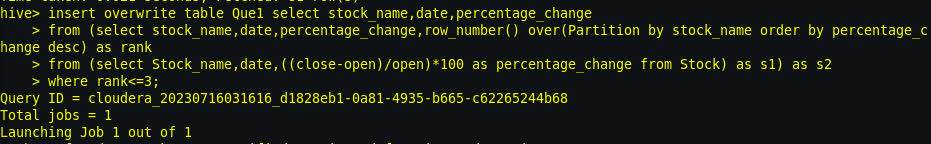 hive> insert overwrite table Que1 select stock_name,date,percentage_change
> from (select stock_name,date,percentage_change,row_number() over(Partition by stock_name order by percentage_c
hange desc) as rank
> from (select Stock_name,date,((close-open)/open)*100 as percentage_change from Stock) as s1) as s2
> where rank<=3;
Query ID = cloudera_20230716031616_d1828eb1-0a81-4935-b665-c62265244b68
Total jobs = 1
Launching Job 1 out of 1